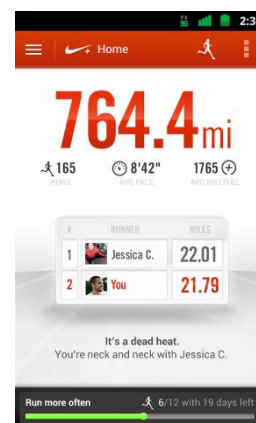 2:3
Home
764.4mi
165 8'42" 1765
RUNS AVG PACE AVG NIKEFUEL
# RUNNER MILES
1 Jessica C. 22.01
2 You 21.79
It's a dead heat.
You're neck and neck with Jessica C.
Run more often 6/12 with 19 days left